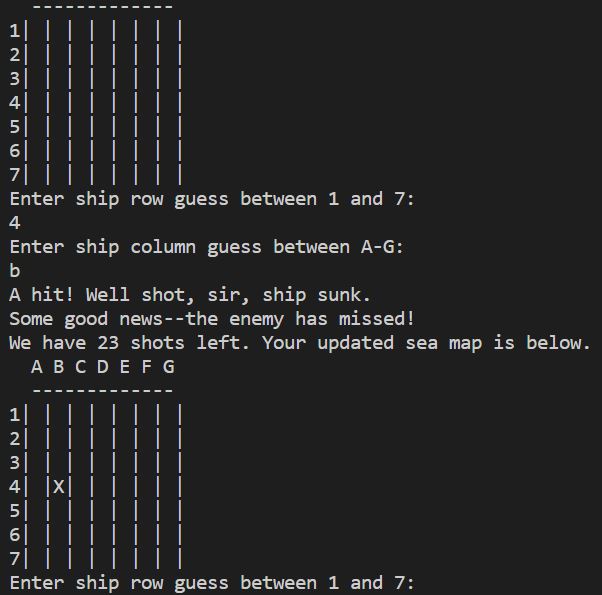 -------------
1| | | | | | | |
2| | | | | | | |
3| | | | | | | |
4| | | | | | | |
5| | | | | | | |
6| | | | | | | |
7| | | | | | | |
Enter ship row guess between 1 and 7:
4
Enter ship column guess between A-G:
b
A hit! Well shot, sir, ship sunk.
Some good news--the enemy has missed!
We have 23 shots left. Your updated sea map is below.
  A B C D E F G
  -------------
1| | | | | | | |
2| | | | | | | |
3| | | | | | | |
4| |X| | | | | |
5| | | | | | | |
6| | | | | | | |
7| | | | | | | |
Enter ship row guess between 1 and 7: